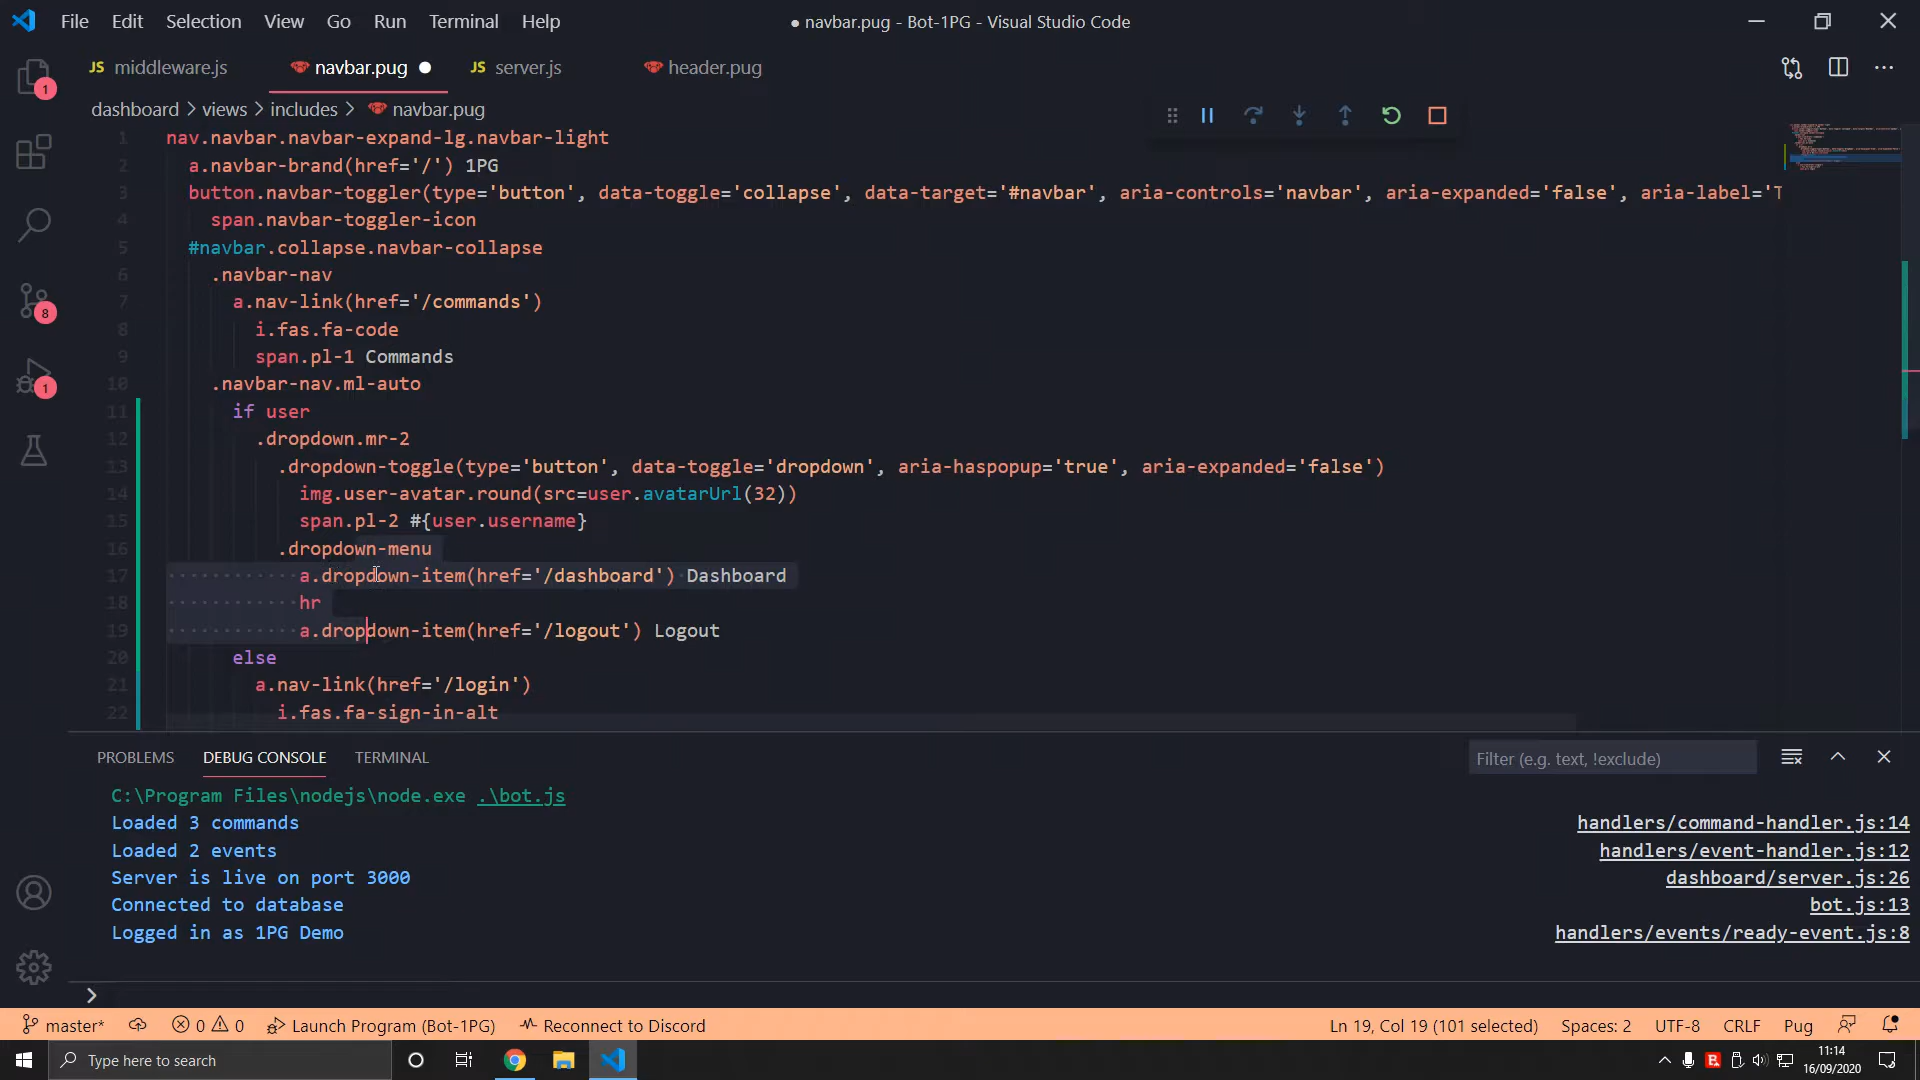 File Edit Selection View Go Run Terminal Help
● navbar.pug - Bot-1PG - Visual Studio Code
JS middleware.js
navbar.pug ●
JS server.js
header.pug
dashboard > views > includes > navbar.pug
1 nav.navbar.navbar-expand-lg.navbar-light
2 a.navbar-brand(href='/') 1PG
3 button.navbar-toggler(type='button', data-toggle='collapse', data-target='#navbar', aria-controls='navbar', aria-expanded='false', aria-label='T
4 span.navbar-toggler-icon
5 #navbar.collapse.navbar-collapse
6 .navbar-nav
7 a.nav-link(href='/commands')
8 i.fas.fa-code
9 span.pl-1 Commands
10 .navbar-nav.ml-auto
11 if user
12 .dropdown.mr-2
13 .dropdown-toggle(type='button', data-toggle='dropdown', aria-haspopup='true', aria-expanded='false')
14 img.user-avatar.round(src=user.avatarUrl(32))
15 span.pl-2 #{user.username}
16 .dropdown-menu
17 a.dropdown-item(href='/dashboard') Dashboard
18 hr
19 a.dropdown-item(href='/logout') Logout
20 else
21 a.nav-link(href='/login')
22 i.fas.fa-sign-in-alt
1
8
1
PROBLEMS DEBUG CONSOLE TERMINAL
Filter (e.g. text, !exclude)
C:\Program Files\nodejs\node.exe .\bot.js
Loaded 3 commands handlers/command-handler.js:14
Loaded 2 events handlers/event-handler.js:12
Server is live on port 3000 dashboard/server.js:26
Connected to database bot.js:13
Logged in as 1PG Demo handlers/events/ready-event.js:8
master* 0 0 Launch Program (Bot-1PG) Reconnect to Discord
Ln 19, Col 19 (101 selected) Spaces: 2 UTF-8 CRLF Pug
Type here to search
11:14
16/09/2020